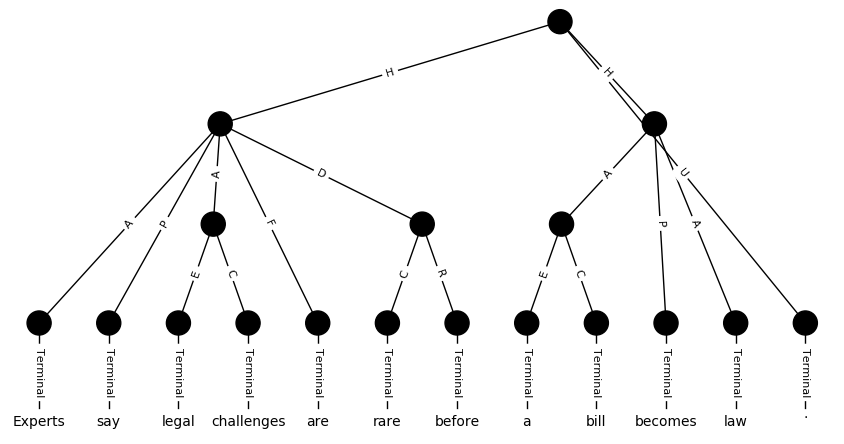 H H
A P A F D A P A U
E C C R E C
Terminal Terminal Terminal Terminal Terminal Terminal Terminal Terminal Terminal Terminal Terminal Terminal
Experts say legal challenges are rare before a bill becomes law .